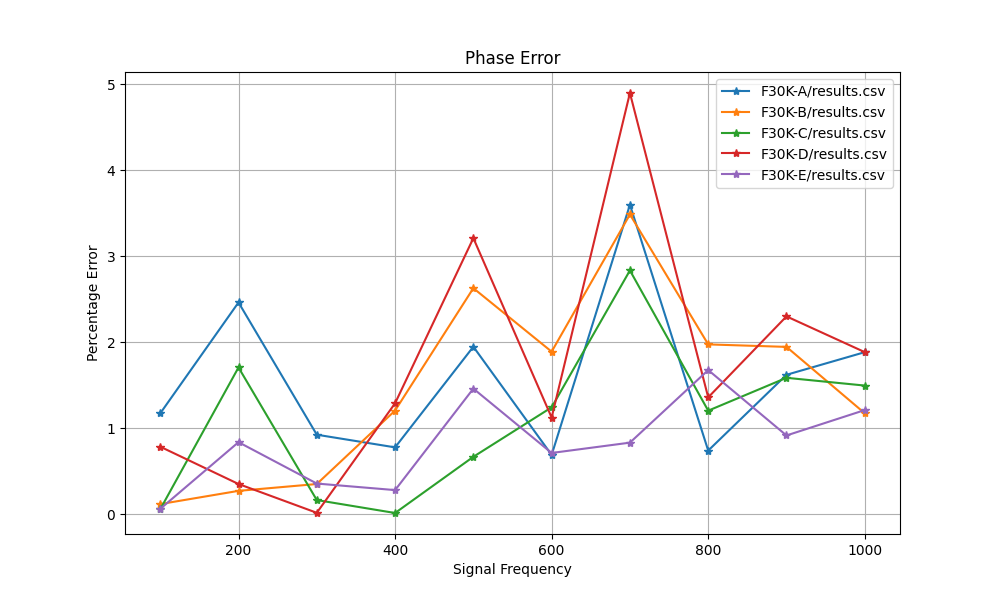 Phase Error
F30K-A/results.csv
F30K-B/results.csv
F30K-C/results.csv
F30K-D/results.csv
F30K-E/results.csv
Percentage Error
5
4
3
2
1
0
200 400 600 800 1000
Signal Frequency